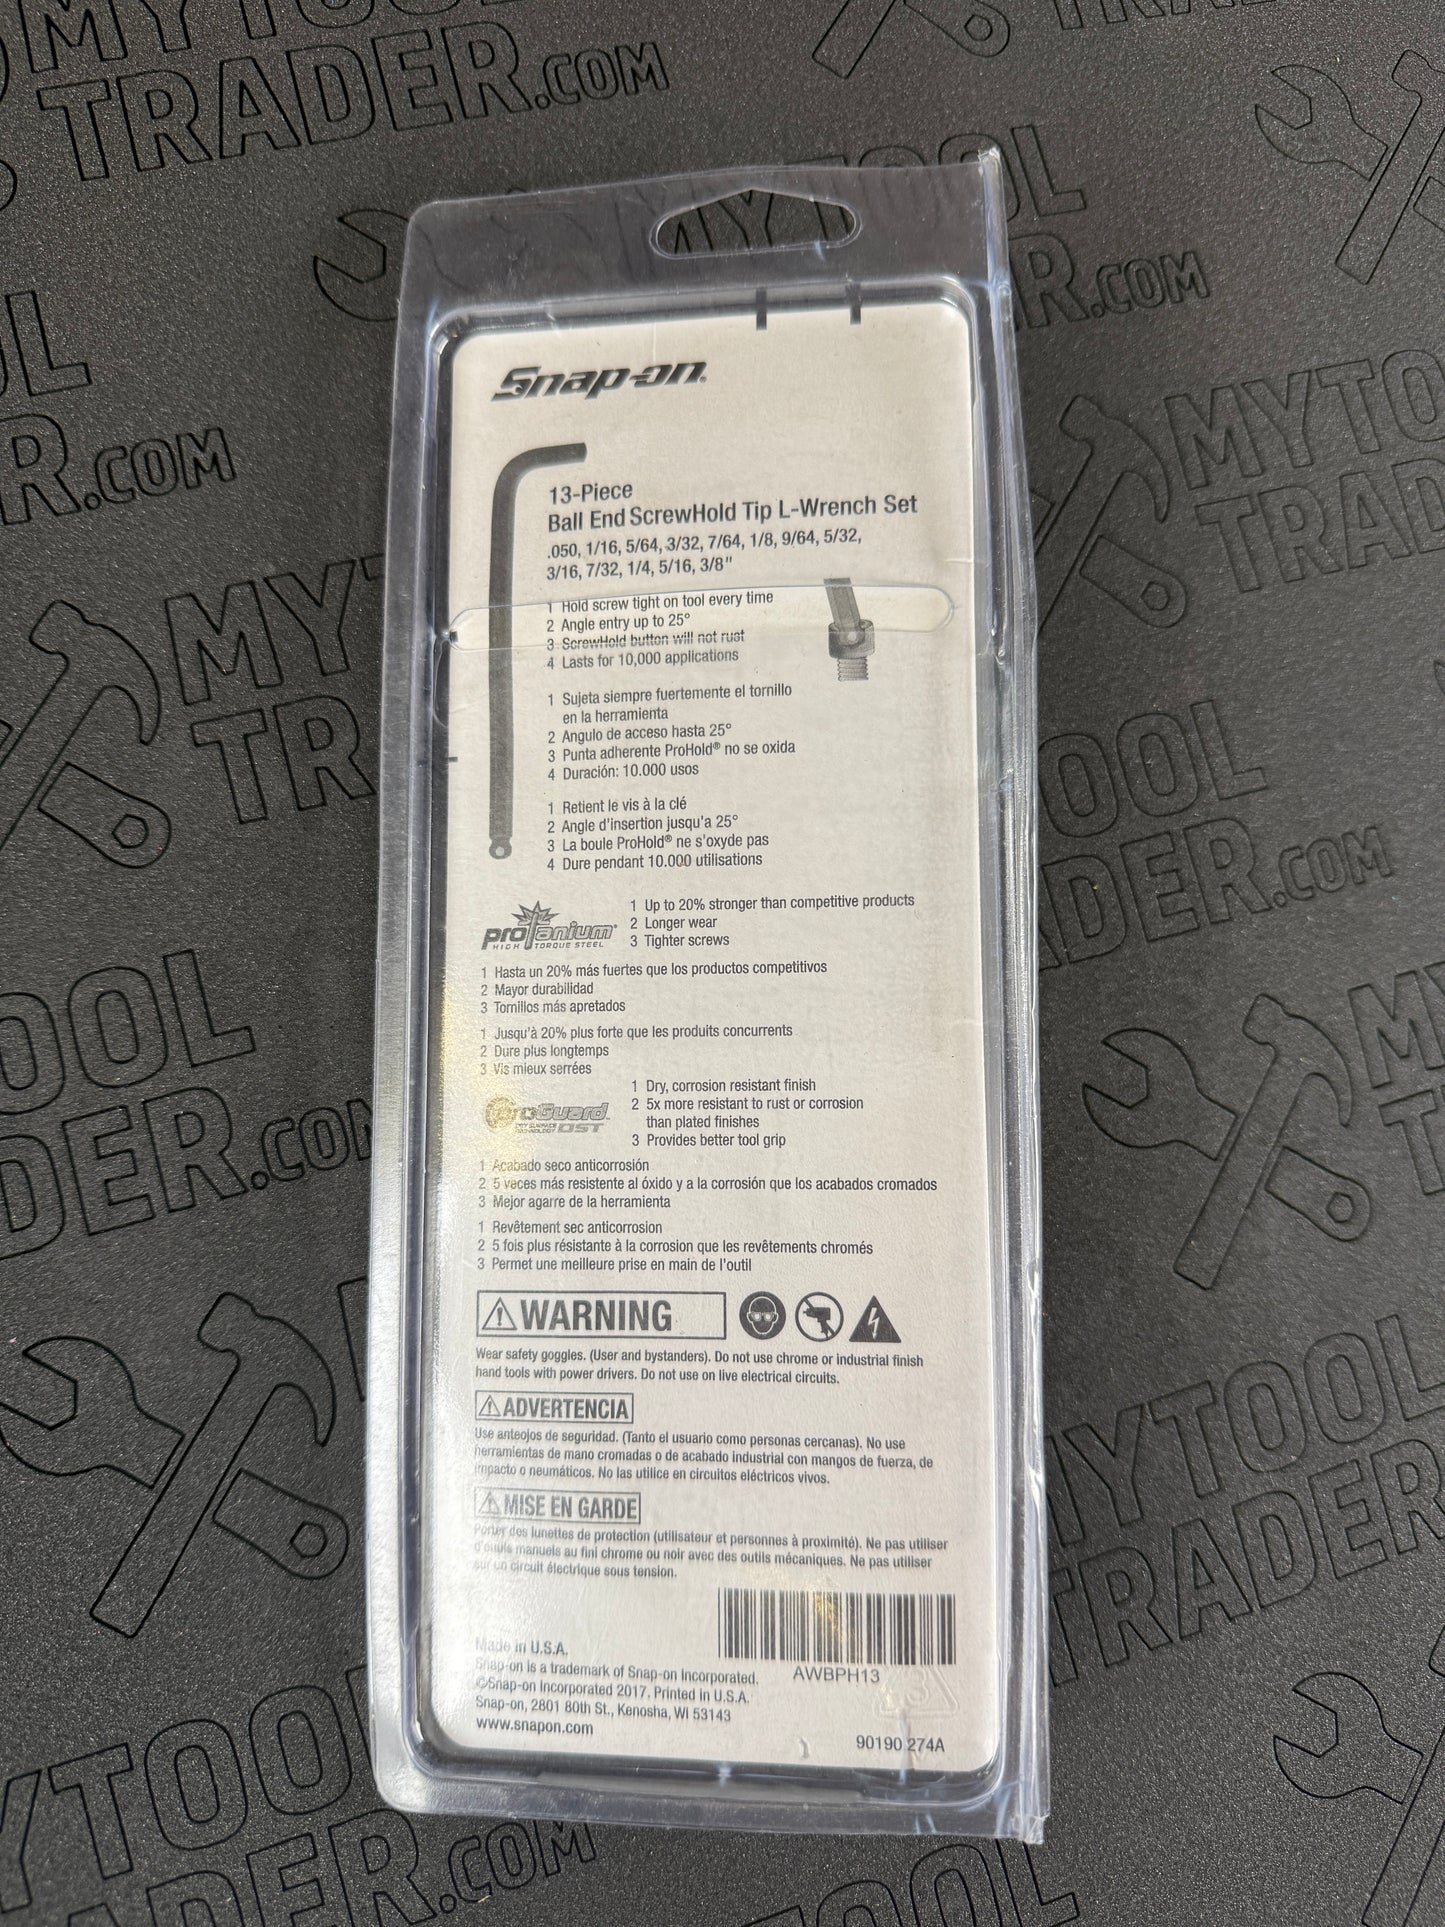 MYTOOL
TRADER.COM
Snap-on
13-Piece
Ball End ScrewHold Tip L-Wrench Set
.050, 1/16, 5/64, 3/32, 7/64, 1/8, 9/64, 5/32,
3/16, 7/32, 1/4, 5/16, 3/8"
1 Hold screw tight on tool every time
2 Angle entry up to 25°
3 ScrewHold button will not rust
4 Lasts for 10,000 applications
1 Sujeta siempre fuertemente el tornillo
en la herramienta
2 Angulo de acceso hasta 25°
3 Punta adherente ProHold® no se oxida
4 Duración: 10.000 usos
1 Retient le vis à la clé
2 Angle d'insertion jusqu'a 25°
3 La boule ProHold® ne s'oxyde pas
4 Dure pendant 10.000 utilisations
proTanium
HIGH TORQUE STEEL
1 Up to 20% stronger than competitive products
2 Longer wear
3 Tighter screws
1 Hasta un 20% más fuertes que los productos competitivos
2 Mayor durabilidad
3 Tornillos más apretados
1 Jusqu'à 20% plus forte que les produits concurrents
2 Dure plus longtemps
3 Vis mieux serrées
ProGuard
DRY SURFACE
TECHNOLOGY DST
1 Dry, corrosion resistant finish
2 5x more resistant to rust or corrosion
than plated finishes
3 Provides better tool grip
1 Acabado seco anticorrosión
2 5 veces más resistente al óxido y a la corrosión que los acabados cromados
3 Mejor agarre de la herramienta
1 Revêtement sec anticorrosion
2 5 fois plus résistante à la corrosion que les revêtements chromés
3 Permet une meilleure prise en main de l'outil
WARNING
Wear safety goggles. (User and bystanders). Do not use chrome or industrial finish
hand tools with power drivers. Do not use on live electrical circuits.
ADVERTENCIA
Use anteojos de seguridad. (Tanto el usuario como personas cercanas). No use
herramientas de mano cromadas o de acabado industrial con mangos de fuerza, de
impacto o neumáticos. No las utilice en circuitos eléctricos vivos.
MISE EN GARDE
Porter des lunettes de protection (utilisateur et personnes à proximité). Ne pas utiliser
d'outils manuels au fini chrome ou noir avec des outils mécaniques. Ne pas utiliser
sur un circuit électrique sous tension.
Made in U.S.A.
Snap-on is a trademark of Snap-on Incorporated.
©Snap-on Incorporated 2017. Printed in U.S.A.
Snap-on, 2801 80th St., Kenosha, WI 53143
www.snapon.com
AWBPH13
90190 274A